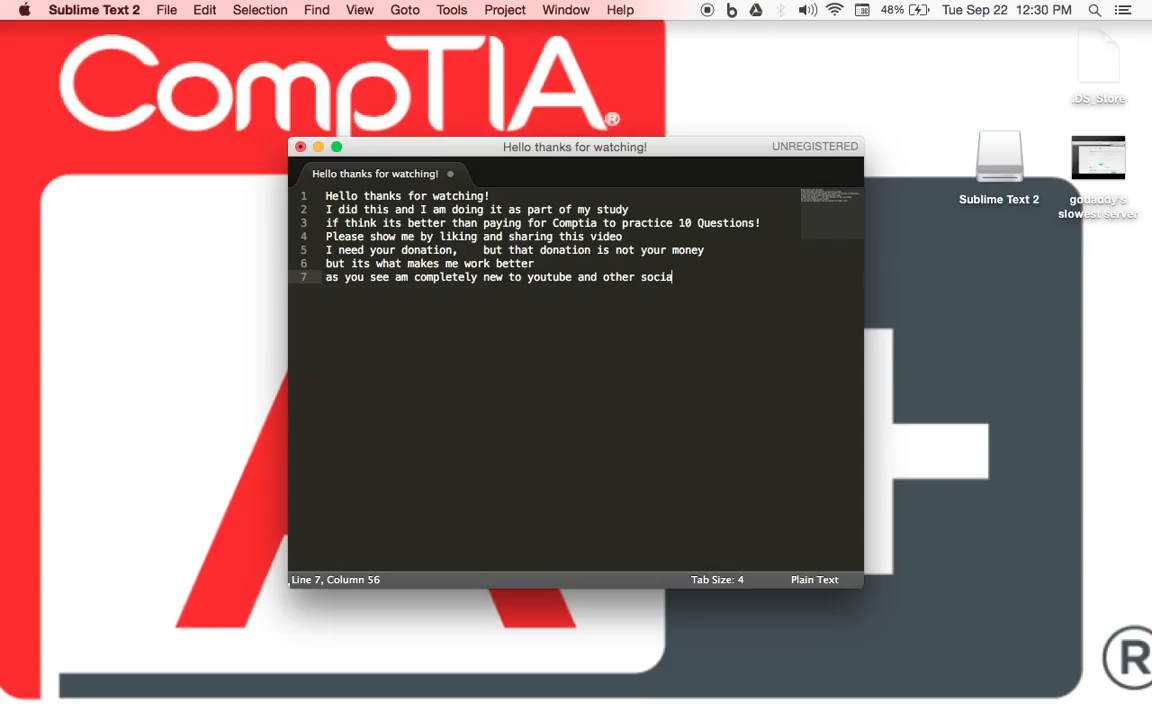 Sublime Text 2 File Edit Selection Find View Goto Tools Project Window Help 48% Tue Sep 22 12:30 PM
CompTIA®
.DS_Store
Hello thanks for watching! UNREGISTERED
Hello thanks for watching!
1 Hello thanks for watching!
2 I did this and I am doing it as part of my study
3 if think its better than paying for Comptia to practice 10 Questions!
4 Please show me by liking and sharing this video
5 I need your donation, but that donation is not your money
6 but its what makes me work better
7 as you see am completely new to youtube and other socia
Sublime Text 2
godaddy's
slowest server
Line 7, Column 56 Tab Size: 4 Plain Text
A+
®